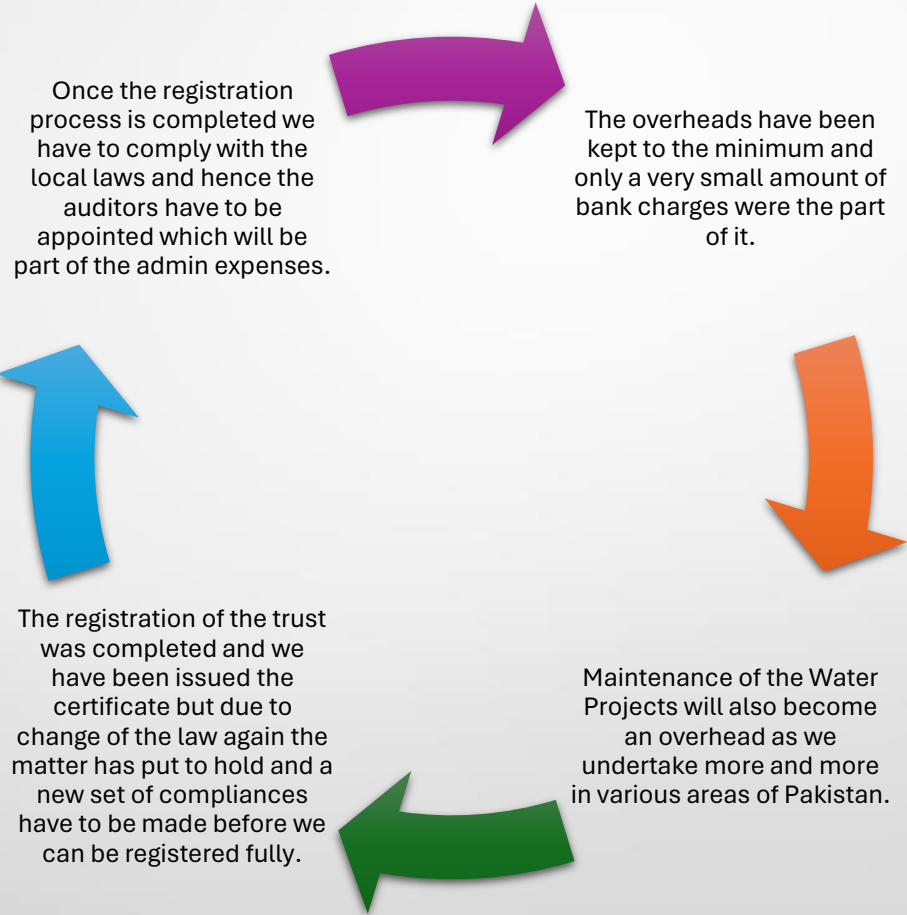 Once the registration
process is completed we
have to comply with the
local laws and hence the
auditors have to be
appointed which will be
part of the admin expenses.
The overheads have been
kept to the minimum and
only a very small amount of
bank charges were the part
of it.
Maintenance of the Water
Projects will also become
an overhead as we
undertake more and more
in various areas of Pakistan.
The registration of the trust
was completed and we
have been issued the
certificate but due to
change of the law again the
matter has put to hold and a
new set of compliances
have to be made before we
can be registered fully.